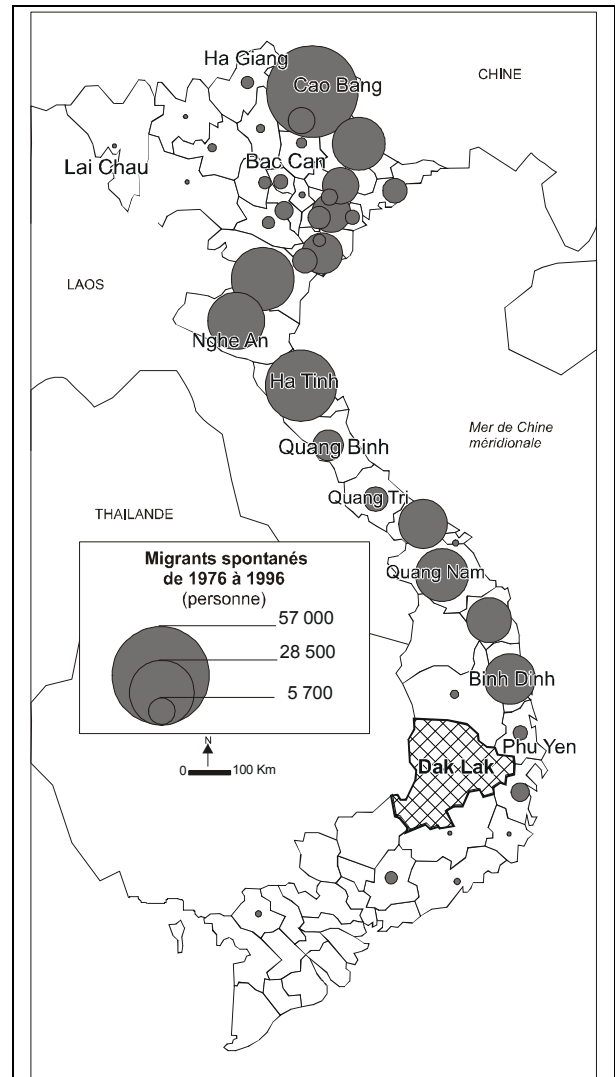 Ha Giang
CHINE
Cao Bang
Bac Can
Lai Chau
LAOS
Nghe An
Ha Tinh
Mer de Chine
méridionale
Quang Binh
Quang Tri
THAILANDE
Migrants spontanés
de 1976 à 1996
(personne)
57 000
28 500
5 700
Quang Nam
Binh Dinh
N
0 100 Km
Phu Yen
Dak Lak